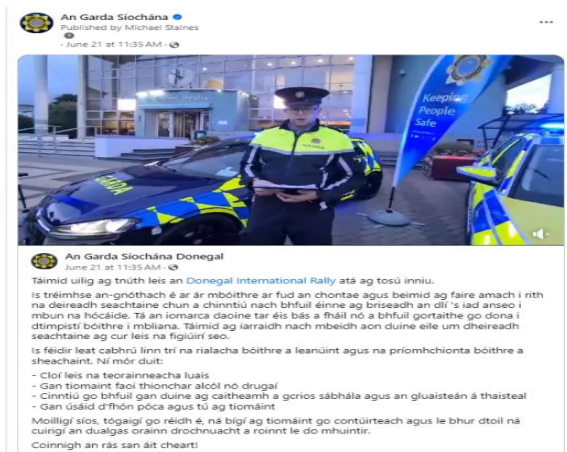 An Garda Síochána
Published by Michael Staines
· June 21 at 11:35 AM ·
GARDA
Keeping
People
Safe
An Garda Síochána Donegal
June 21 at 11:35 AM ·
Táimid uilig ag tnúth leis an Donegal International Rally atá ag tosú inniu.
Is tréimhse an-gnóthach é ar ár mbóithre ar fud an chontae agus beimid ag faire amach i rith
na deireadh seachtaine chun a chinntiú nach bhfuil éinne ag briseadh an dlí 's iad anseo i
mbun na hócáide. Tá an iomarca daoine tar éis bás a fháil nó a bhfuil gortaithe go dona i
dtimpistí bóithre i mbliana. Táimid ag iarraidh nach mbeidh aon duine eile um dheireadh
seachtaine ag cur leis na figiúirí seo.
Is féidir leat cabhrú linn trí na rialacha bóithre a leanúint agus na príomhchionta bóithre a
sheachaint. Ní mór duit:
- Cloí leis na teorainneacha luais
- Gan tiomaint faoi thionchar alcól nó drugaí
- Cinntiú go bhfuil gan duine ag caitheamh a gcrios sábhála agus an gluaisteán á thaisteal
- Gan úsáid d'fhón póca agus tú ag tiomáint
Moilligí síos, tógaigí go réidh é, ná bígí ag tiomáint go contúirteach agus le bhur dtoil ná
cuirigí an dualgas orainn drochnuacht a roinnt le do mhuintir.
Coinnigh an rás san áit cheart!